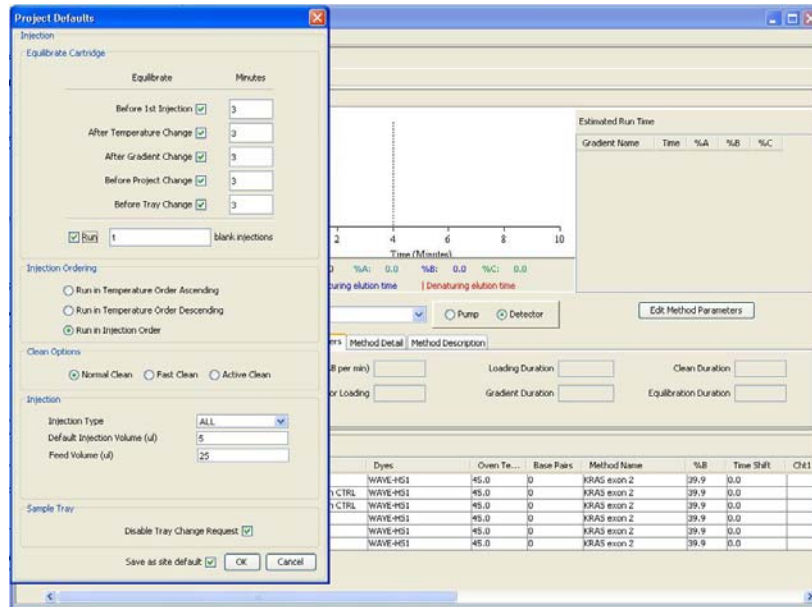 Project Defaults
Injection
Equilibrate Cartridge
Equilibrate Minutes
Before 1st Injection 3
After Temperature Change 3
After Gradient Change 3
Before Project Change 3
Before Tray Change 3
Run 1 blank injections
Injection Ordering
Run in Temperature Order Ascending
Run in Temperature Order Descending
Run in Injection Order
Clean Options
Normal Clean Fast Clean Active Clean
Injection
Injection Type ALL
Default Injection Volume (ul) 5
Feed Volume (ul) 25
Sample Tray
Disable Tray Change Request
Save as site default OK Cancel
Estimated Run Time
Gradient Name Time %A %B %C
2 4 6 8 10
Time (Minutes)
%A: 0.0 %B: 0.0 %C: 0.0
elution time | Denaturing elution time
Pump Detector
Edit Method Parameters
Method Detail Method Description
per min) Loading Duration Clean Duration
Loading Gradient Duration Equilibration Duration
Dyes Oven Te... Base Pairs Method Name %B Time Shift Cht1
WAVE-HS1 45.0 0 KRAS exon 2 39.9 0.0
CTRL WAVE-HS1 45.0 0 KRAS exon 2 39.9 0.0
CTRL WAVE-HS1 45.0 0 KRAS exon 2 39.9 0.0
WAVE-HS1 45.0 0 KRAS exon 2 39.9 0.0
WAVE-HS1 45.0 0 KRAS exon 2 39.9 0.0
WAVE-HS1 45.0 0 KRAS exon 2 39.9 0.0